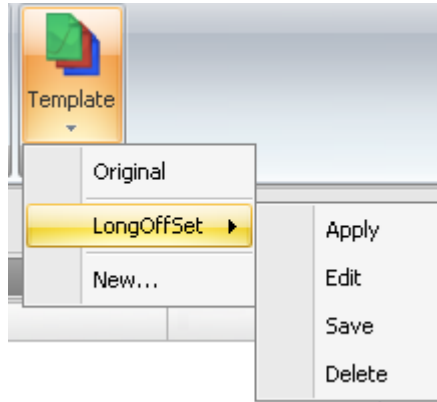 Template
Original
LongOffSet
New...
Apply
Edit
Save
Delete